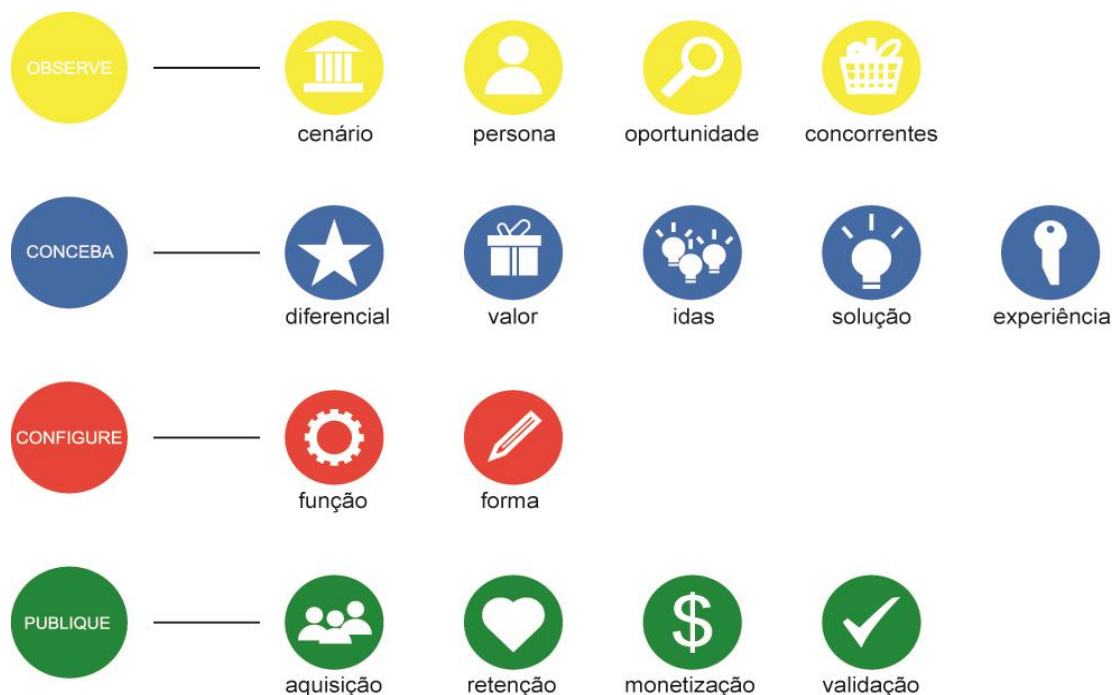 OBSERVE
cenário persona oportunidade concorrentes
CONCEBA
diferencial valor idas solução experiência
CONFIGURE
função forma
PUBLIQUE
$
aquisição retenção monetização validação